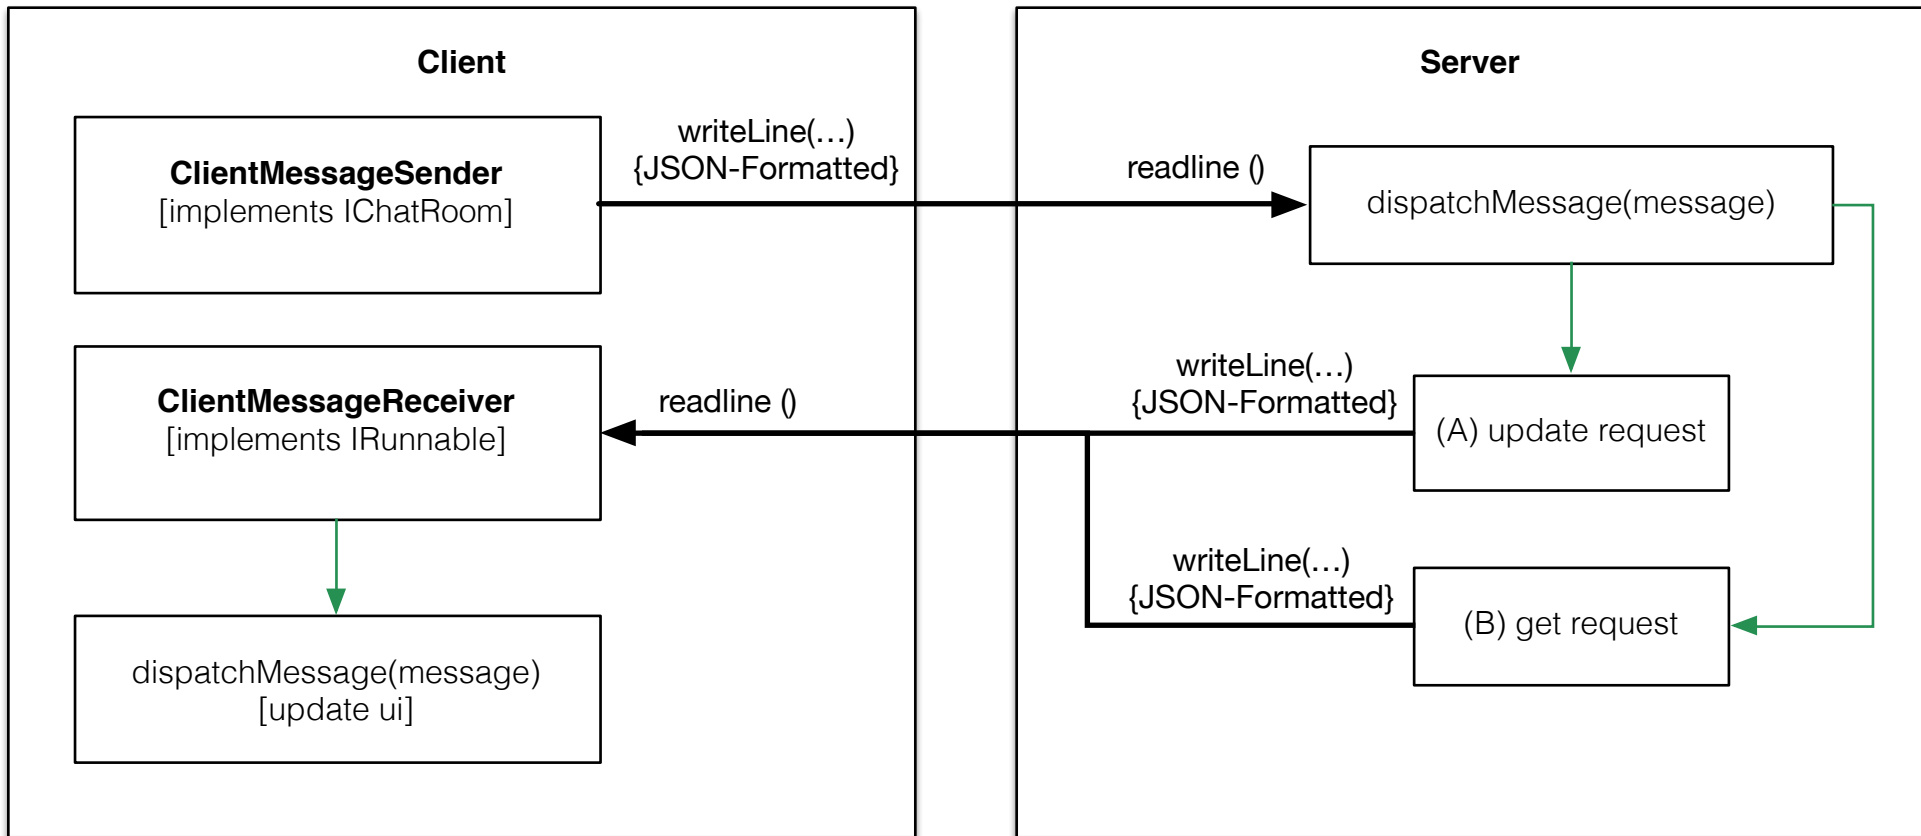 Client
ClientMessageSender
[implements IChatRoom]
writeLine(…)
{JSON-Formatted}
ClientMessageReceiver
[implements IRunnable]
readline ()
dispatchMessage(message)
[update ui]
Server
readline ()
dispatchMessage(message)
writeLine(…)
{JSON-Formatted}
(A) update request
writeLine(…)
{JSON-Formatted}
(B) get request